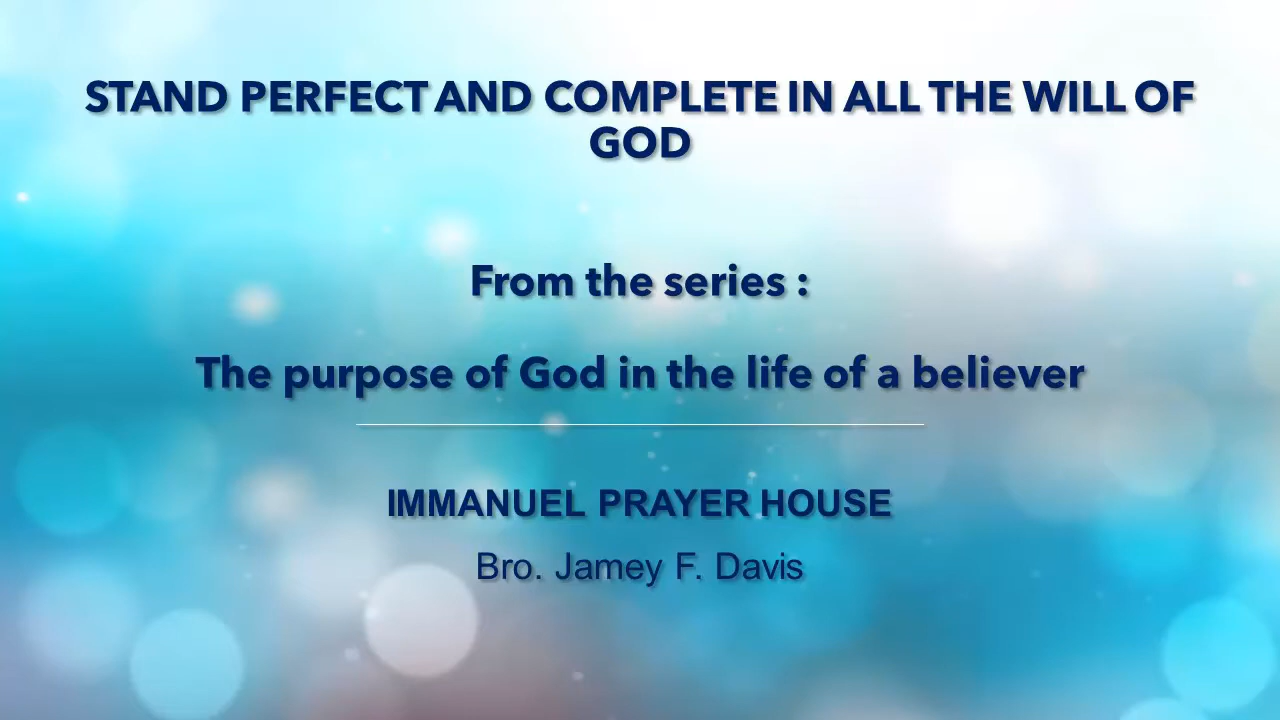 STAND PERFECT AND COMPLETE IN ALL THE WILL OF
GOD
From the series :
The purpose of God in the life of a believer
IMMANUEL PRAYER HOUSE
Bro. Jamey F. Davis